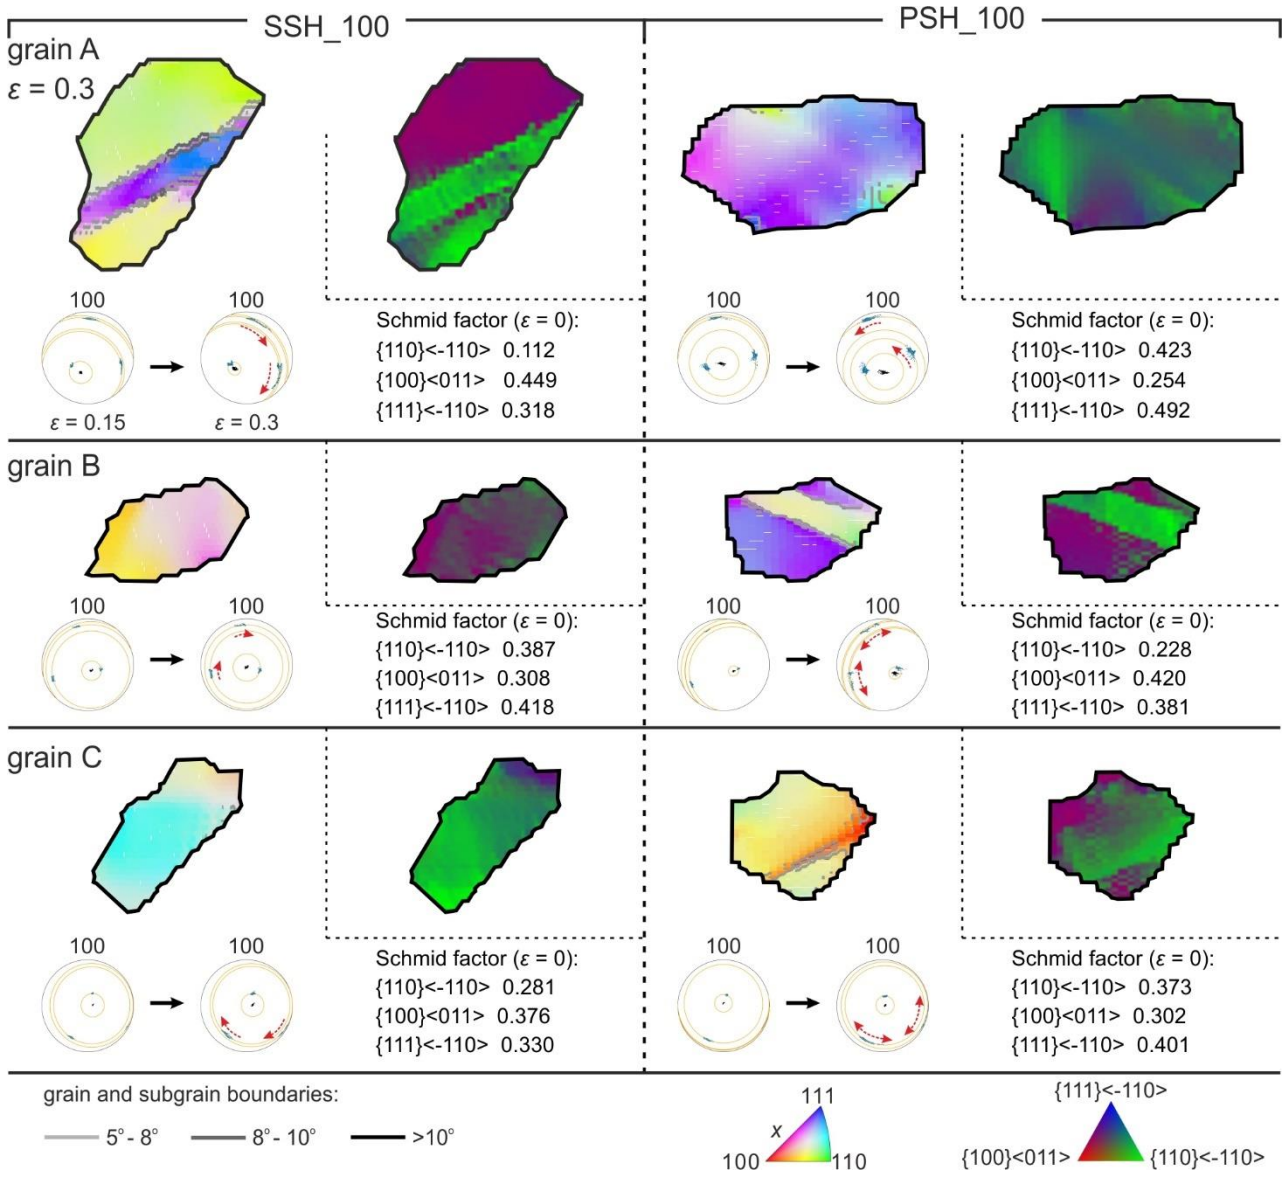 SSH_100
PSH_100
grain A
ε = 0.3
100
100
ε = 0.15
ε = 0.3
Schmid factor (ε = 0):
{110}<-110> 0.112
{100}<011> 0.449
{111}<-110> 0.318
100
100
Schmid factor (ε = 0):
{110}<-110> 0.423
{100}<011> 0.254
{111}<-110> 0.492
grain B
100
100
Schmid factor (ε = 0):
{110}<-110> 0.387
{100}<011> 0.308
{111}<-110> 0.418
100
100
Schmid factor (ε = 0):
{110}<-110> 0.228
{100}<011> 0.420
{111}<-110> 0.381
grain C
100
100
Schmid factor (ε = 0):
{110}<-110> 0.281
{100}<011> 0.376
{111}<-110> 0.330
100
100
Schmid factor (ε = 0):
{110}<-110> 0.373
{100}<011> 0.302
{111}<-110> 0.401
grain and subgrain boundaries:
5°- 8°
8°- 10°
>10°
111
x
100
110
{111}<-110>
{100}<011>
{110}<-110>